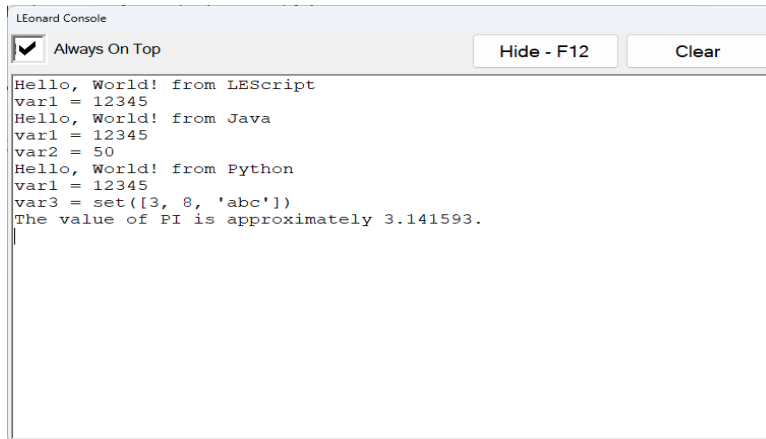 LEonard Console
Always On Top
Hide - F12
Clear
Hello, World! from LEScript
var1 = 12345
Hello, World! from Java
var1 = 12345
var2 = 50
Hello, World! from Python
var1 = 12345
var3 = set([3, 8, 'abc'])
The value of PI is approximately 3.141593.